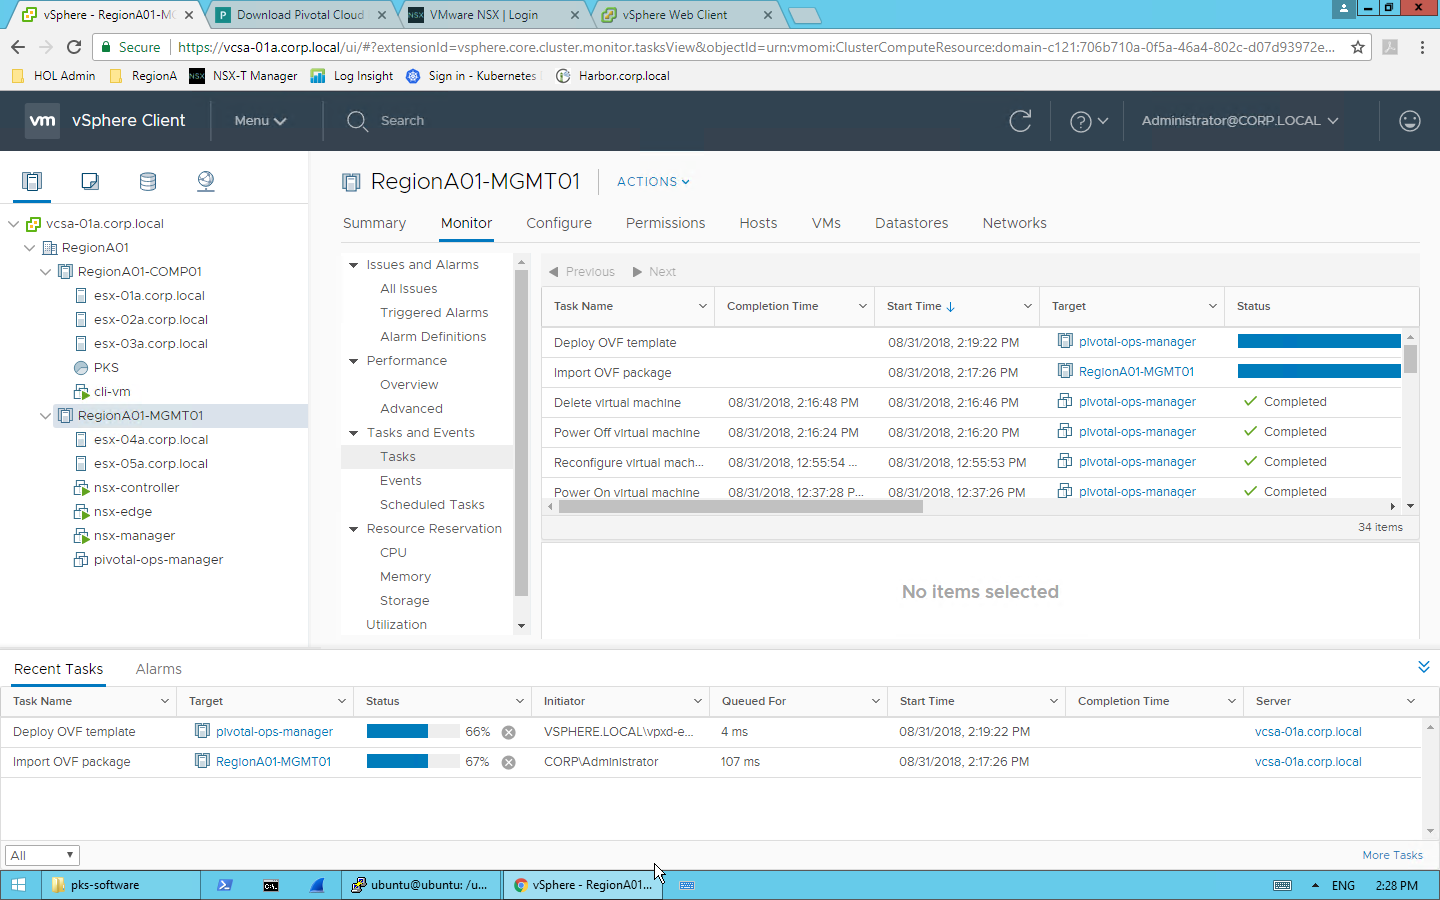 vSphere - RegionA01-MG
Download Pivotal Cloud
VMware NSX | Login
vSphere Web Client
Secure https://vcsa-01a.corp.local/ui/#?extensionId=vsphere.core.cluster.monitor.tasksView&objectId=urn:vmomi:ClusterComputeResource:domain-c121:706b710a-0f5a-46a4-802c-d07d93972e...
HOL Admin RegionA NSX NSX-T Manager Log Insight Sign in - Kubernetes Harbor.corp.local
vm vSphere Client Menu Search Administrator@CORP.LOCAL
RegionA01-MGMT01 ACTIONS
Summary Monitor Configure Permissions Hosts VMs Datastores Networks
vcsa-01a.corp.local
RegionA01
RegionA01-COMP01
esx-01a.corp.local
esx-02a.corp.local
esx-03a.corp.local
PKS
cli-vm
RegionA01-MGMT01
esx-04a.corp.local
esx-05a.corp.local
nsx-controller
nsx-edge
nsx-manager
pivotal-ops-manager
Issues and Alarms
All Issues
Triggered Alarms
Alarm Definitions
Performance
Overview
Advanced
Tasks and Events
Tasks
Events
Scheduled Tasks
Resource Reservation
CPU
Memory
Storage
Utilization
Previous Next
Task Name Completion Time Start Time Target Status
Deploy OVF template 08/31/2018, 2:19:22 PM pivotal-ops-manager
Import OVF package 08/31/2018, 2:17:26 PM RegionA01-MGMT01
Delete virtual machine 08/31/2018, 2:16:48 PM 08/31/2018, 2:16:46 PM pivotal-ops-manager Completed
Power Off virtual machine 08/31/2018, 2:16:24 PM 08/31/2018, 2:16:20 PM pivotal-ops-manager Completed
Reconfigure virtual mach... 08/31/2018, 12:55:54 ... 08/31/2018, 12:55:53 PM pivotal-ops-manager Completed
Power On virtual machine 08/31/2018, 12:37:28 P... 08/31/2018, 12:37:26 PM pivotal-ops-manager Completed
34 items
No items selected
Recent Tasks Alarms
Task Name Target Status Initiator Queued For Start Time Completion Time Server
Deploy OVF template pivotal-ops-manager 66% VSPHERE.LOCAL\vpxd-e... 4 ms 08/31/2018, 2:19:22 PM vcsa-01a.corp.local
Import OVF package RegionA01-MGMT01 67% CORP\Administrator 107 ms 08/31/2018, 2:17:26 PM vcsa-01a.corp.local
All More Tasks
pks-software ubuntu@ubuntu: /u... vSphere - RegionA01... ENG 2:28 PM